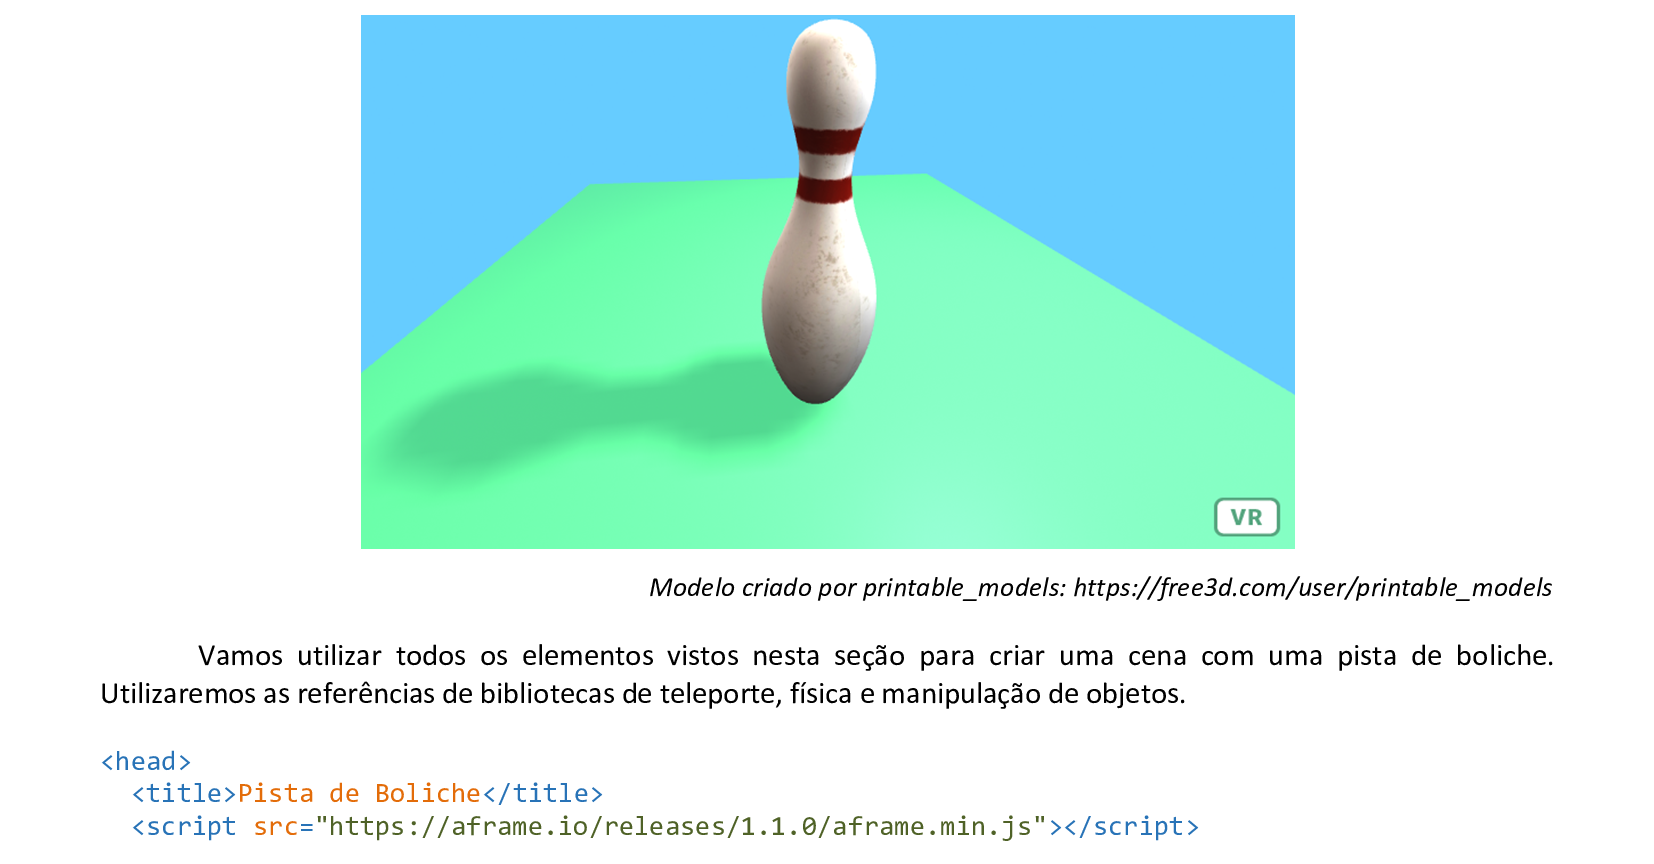 VR
Modelo criado por printable_models: https://free3d.com/user/printable_models
Vamos utilizar todos os elementos vistos nesta seção para criar uma cena com uma pista de boliche.
Utilizaremos as referências de bibliotecas de teleporte, física e manipulação de objetos.
<head>
<title>Pista de Boliche</title>
<script src="https://aframe.io/releases/1.1.0/aframe.min.js"></script>